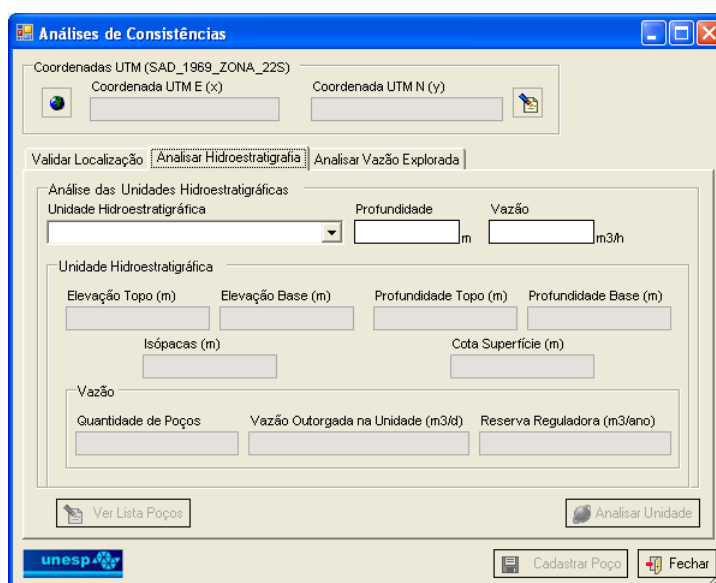 Análises de Consistências
Coordenadas UTM (SAD_1969_ZONA_22S)
Coordenada UTM E (x) Coordenada UTM N (y)
Validar Localização Analisar Hidroestratigrafia Analisar Vazão Explorada
Análise das Unidades Hidroestratigráficas
Unidade Hidroestratigráfica Profundidade Vazão
m m3/h
Unidade Hidroestratigráfica
Elevação Topo (m) Elevação Base (m) Profundidade Topo (m) Profundidade Base (m)
Isópacas (m) Cota Superfície (m)
Vazão
Quantidade de Poços Vazão Outorgada na Unidade (m3/d) Reserva Reguladora (m3/ano)
Ver Lista Poços Analisar Unidade
unesp Cadastrar Poço Fechar